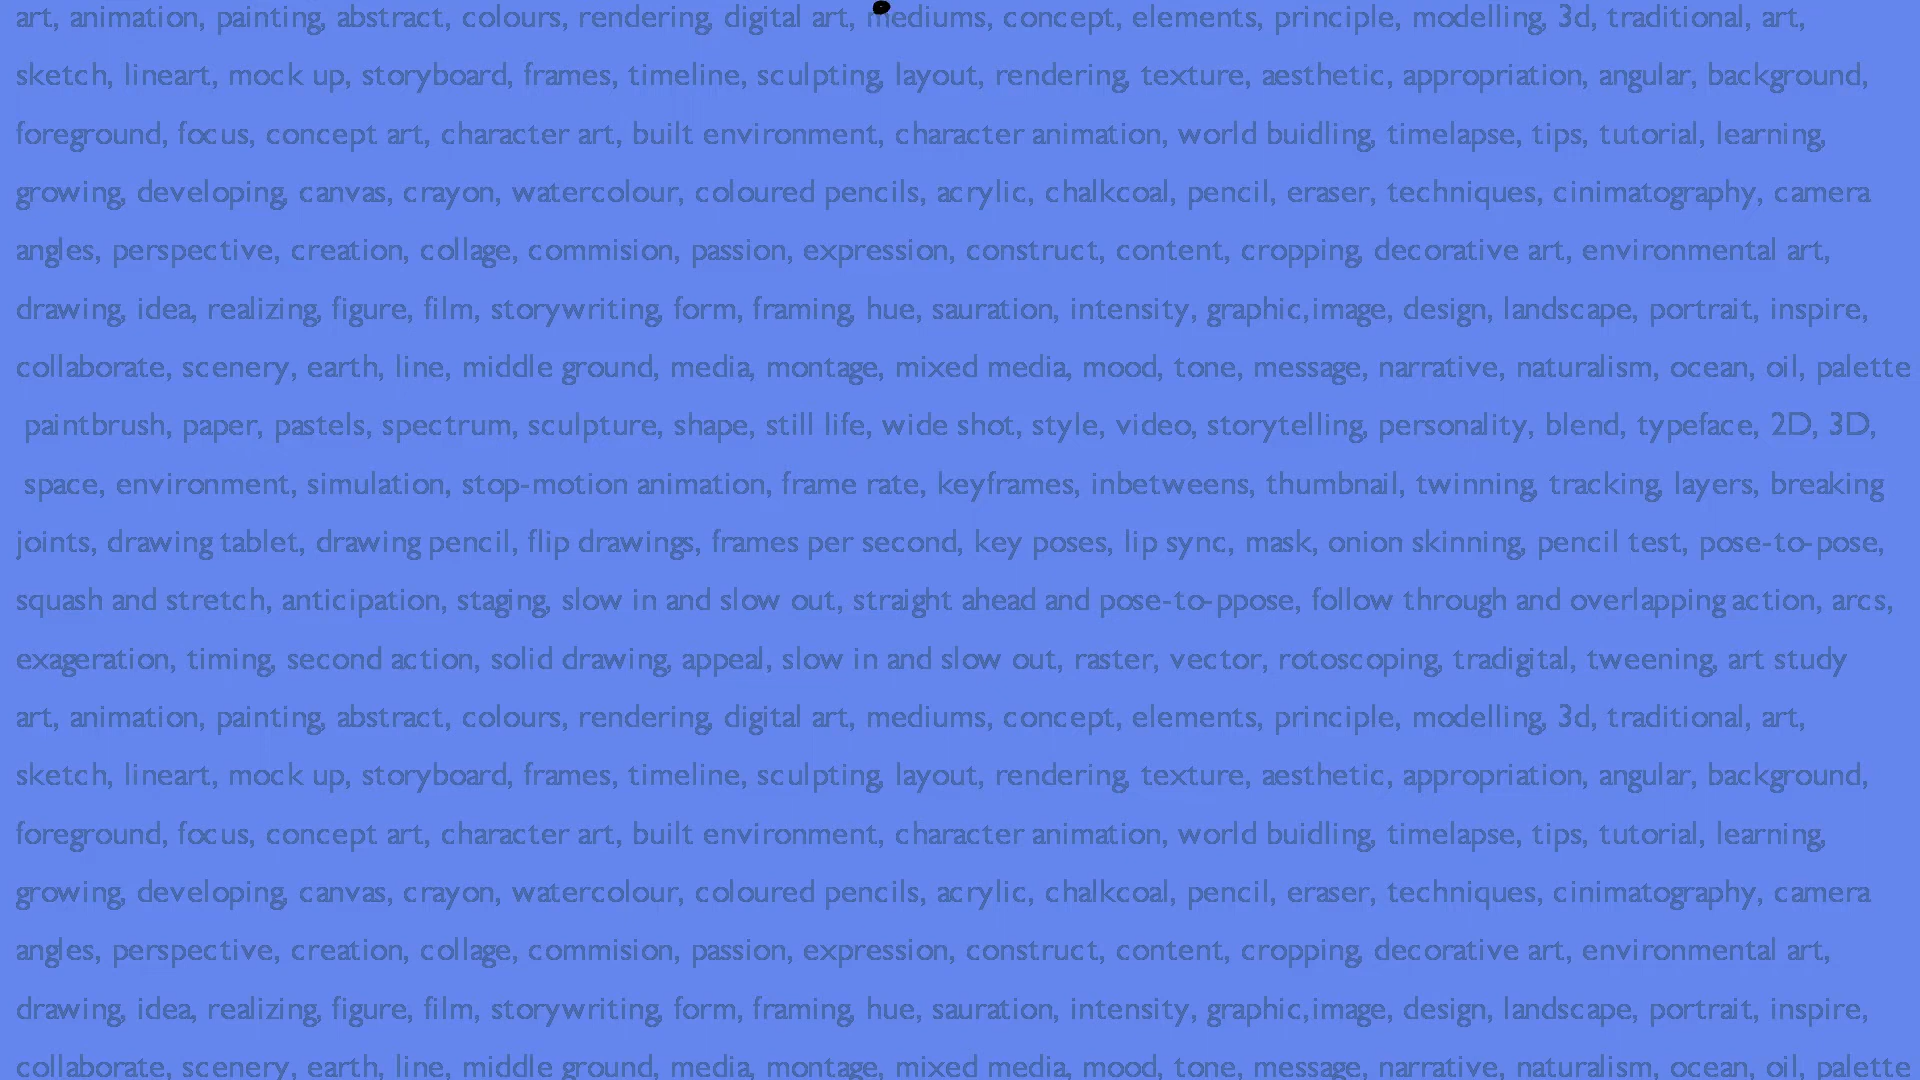 art, animation, painting, abstract, colours, rendering, digital art, mediums, concept, elements, principle, modelling, 3d, traditional, art,
sketch, lineart, mock up, storyboard, frames, timeline, sculpting, layout, rendering, texture, aesthetic, appropriation, angular, background,
foreground, focus, concept art, character art, built environment, character animation, world buidling, timelapse, tips, tutorial, learning,
growing, developing, canvas, crayon, watercolour, coloured pencils, acrylic, chalkcoal, pencil, eraser, techniques, cinimatography, camera
angles, perspective, creation, collage, commision, passion, expression, construct, content, cropping, decorative art, environmental art,
drawing, idea, realizing, figure, film, storywriting, form, framing, hue, sauration, intensity, graphic,image, design, landscape, portrait, inspire,
collaborate, scenery, earth, line, middle ground, media, montage, mixed media, mood, tone, message, narrative, naturalism, ocean, oil, palette
paintbrush, paper, pastels, spectrum, sculpture, shape, still life, wide shot, style, video, storytelling, personality, blend, typeface, 2D, 3D,
space, environment, simulation, stop-motion animation, frame rate, keyframes, inbetweens, thumbnail, twinning, tracking, layers, breaking
joints, drawing tablet, drawing pencil, flip drawings, frames per second, key poses, lip sync, mask, onion skinning, pencil test, pose-to-pose,
squash and stretch, anticipation, staging, slow in and slow out, straight ahead and pose-to-ppose, follow through and overlapping action, arcs,
exageration, timing, second action, solid drawing, appeal, slow in and slow out, raster, vector, rotoscoping, tradigital, tweening, art study
art, animation, painting, abstract, colours, rendering, digital art, mediums, concept, elements, principle, modelling, 3d, traditional, art,
sketch, lineart, mock up, storyboard, frames, timeline, sculpting, layout, rendering, texture, aesthetic, appropriation, angular, background,
foreground, focus, concept art, character art, built environment, character animation, world buidling, timelapse, tips, tutorial, learning,
growing, developing, canvas, crayon, watercolour, coloured pencils, acrylic, chalkcoal, pencil, eraser, techniques, cinimatography, camera
angles, perspective, creation, collage, commision, passion, expression, construct, content, cropping, decorative art, environmental art,
drawing, idea, realizing, figure, film, storywriting, form, framing, hue, sauration, intensity, graphic,image, design, landscape, portrait, inspire,
collaborate, scenery, earth, line, middle ground, media, montage, mixed media, mood, tone, message, narrative, naturalism, ocean, oil, palette